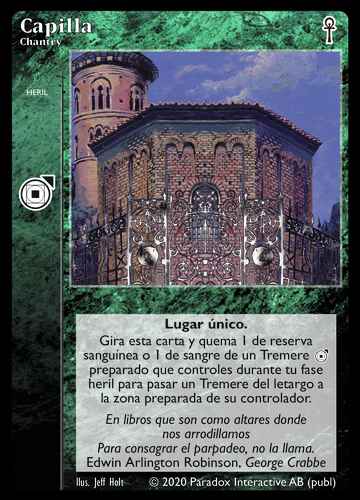 Capilla
Chantry
HERIL
Lugar único.
Gira esta carta y quema 1 de reserva
sanguínea o 1 de sangre de un Tremere
preparado que controles durante tu fase
heril para pasar un Tremere del letargo a
la zona preparada de su controlador.
En libros que son como altares donde
nos arrodillamos
Para consagrar el parpadeo, no la llama.
Edwin Arlington Robinson, George Crabbe
Ilus. Jeff Holt © 2020 Paradox Interactive AB (publ)